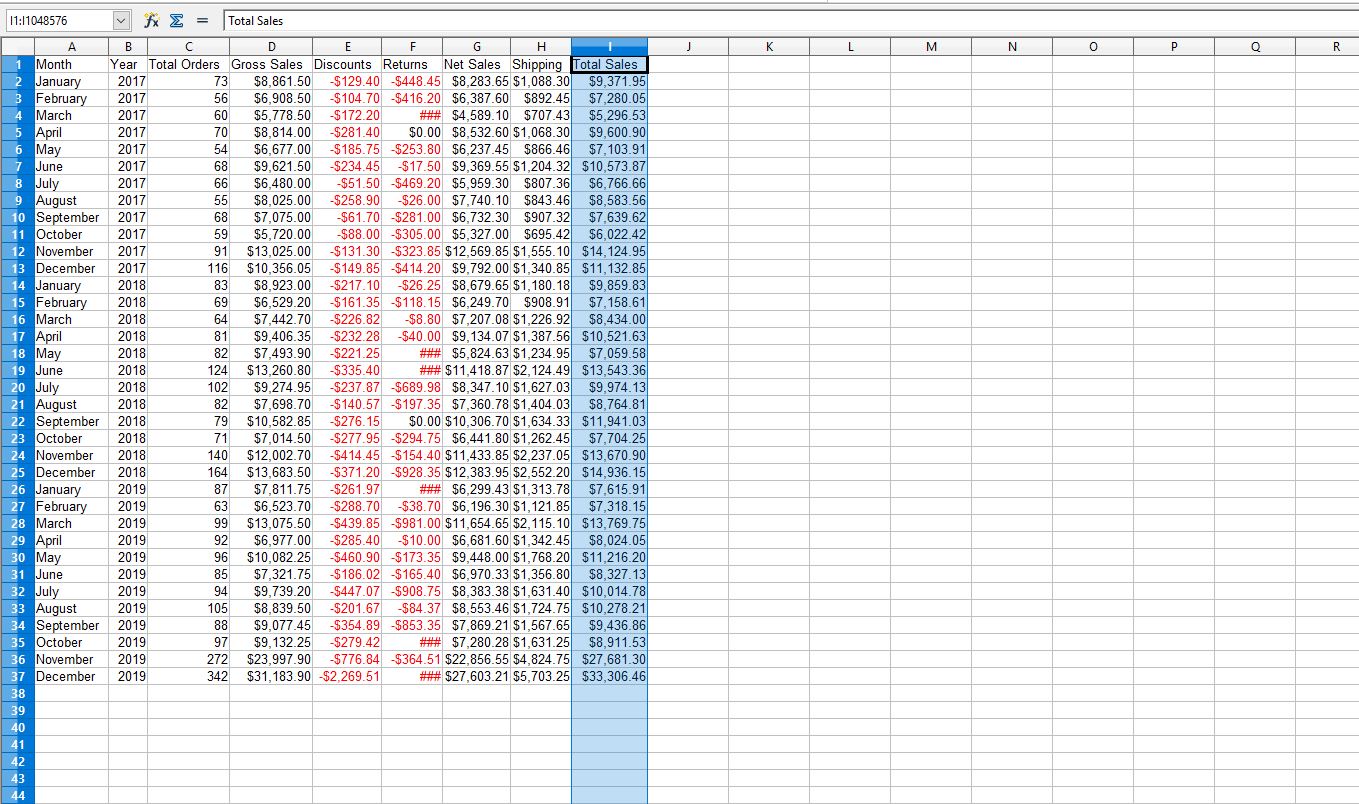 I1:I1048576 fx Σ = Total Sales
A B C D E F G H I J K L M N O P Q R
1 Month Year Total Orders Gross Sales Discounts Returns Net Sales Shipping Total Sales
2 January 2017 73 $8,861.50 -$129.40 -$448.45 $8,283.65 $1,088.30 $9,371.95
3 February 2017 56 $6,908.50 -$104.70 -$416.20 $6,387.60 $892.45 $7,280.05
4 March 2017 60 $5,778.50 -$172.20 ### $4,589.10 $707.43 $5,296.53
5 April 2017 70 $8,814.00 -$281.40 $0.00 $8,532.60 $1,068.30 $9,600.90
6 May 2017 54 $6,677.00 -$185.75 -$253.80 $6,237.45 $866.46 $7,103.91
7 June 2017 68 $9,621.50 -$234.45 -$17.50 $9,369.55 $1,204.32 $10,573.87
8 July 2017 66 $6,480.00 -$51.50 -$469.20 $5,959.30 $807.36 $6,766.66
9 August 2017 55 $8,025.00 -$258.90 -$26.00 $7,740.10 $843.46 $8,583.56
10 September 2017 68 $7,075.00 -$61.70 -$281.00 $6,732.30 $907.32 $7,639.62
11 October 2017 59 $5,720.00 -$88.00 -$305.00 $5,327.00 $695.42 $6,022.42
12 November 2017 91 $13,025.00 -$131.30 -$323.85 $12,569.85 $1,555.10 $14,124.95
13 December 2017 116 $10,356.05 -$149.85 -$414.20 $9,792.00 $1,340.85 $11,132.85
14 January 2018 83 $8,923.00 -$217.10 -$26.25 $8,679.65 $1,180.18 $9,859.83
15 February 2018 69 $6,529.20 -$161.35 -$118.15 $6,249.70 $908.91 $7,158.61
16 March 2018 64 $7,442.70 -$226.82 -$8.80 $7,207.08 $1,226.92 $8,434.00
17 April 2018 81 $9,406.35 -$232.28 -$40.00 $9,134.07 $1,387.56 $10,521.63
18 May 2018 82 $7,493.90 -$221.25 ### $5,824.63 $1,234.95 $7,059.58
19 June 2018 124 $13,260.80 -$335.40 ### $11,418.87 $2,124.49 $13,543.36
20 July 2018 102 $9,274.95 -$237.87 -$689.98 $8,347.10 $1,627.03 $9,974.13
21 August 2018 82 $7,698.70 -$140.57 -$197.35 $7,360.78 $1,404.03 $8,764.81
22 September 2018 79 $10,582.85 -$276.15 $0.00 $10,306.70 $1,634.33 $11,941.03
23 October 2018 71 $7,014.50 -$277.95 -$294.75 $6,441.80 $1,262.45 $7,704.25
24 November 2018 140 $12,002.70 -$414.45 -$154.40 $11,433.85 $2,237.05 $13,670.90
25 December 2018 164 $13,683.50 -$371.20 -$928.35 $12,383.95 $2,552.20 $14,936.15
26 January 2019 87 $7,811.75 -$261.97 ### $6,299.43 $1,313.78 $7,615.91
27 February 2019 63 $6,523.70 -$288.70 -$38.70 $6,196.30 $1,121.85 $7,318.15
28 March 2019 99 $13,075.50 -$439.85 -$981.00 $11,654.65 $2,115.10 $13,769.75
29 April 2019 92 $6,977.00 -$285.40 -$10.00 $6,681.60 $1,342.45 $8,024.05
30 May 2019 96 $10,082.25 -$460.90 -$173.35 $9,448.00 $1,768.20 $11,216.20
31 June 2019 85 $7,321.75 -$186.02 -$165.40 $6,970.33 $1,356.80 $8,327.13
32 July 2019 94 $9,739.20 -$447.07 -$908.75 $8,383.38 $1,631.40 $10,014.78
33 August 2019 105 $8,839.50 -$201.67 -$84.37 $8,553.46 $1,724.75 $10,278.21
34 September 2019 88 $9,077.45 -$354.89 -$853.35 $7,869.21 $1,567.65 $9,436.86
35 October 2019 97 $9,132.25 -$279.42 ### $7,280.28 $1,631.25 $8,911.53
36 November 2019 272 $23,997.90 -$776.84 -$364.51 $22,856.55 $4,824.75 $27,681.30
37 December 2019 342 $31,183.90 -$2,269.51 ### $27,603.21 $5,703.25 $33,306.46
38
39
40
41
42
43
44